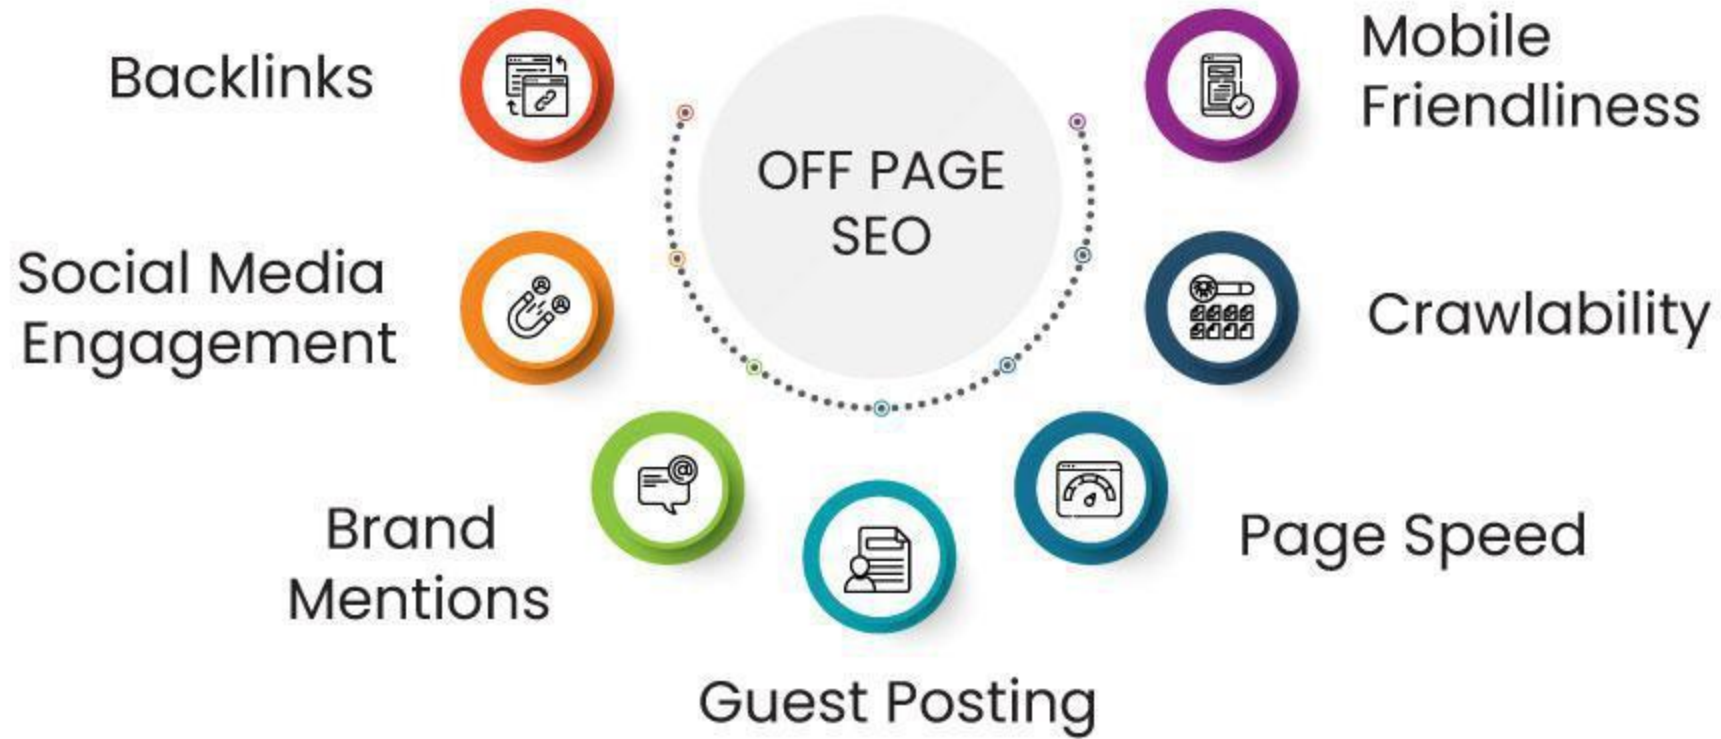 OFF PAGE
SEO
Backlinks
Social Media
Engagement
Brand
Mentions
Guest Posting
Page Speed
Crawlability
Mobile
Friendliness